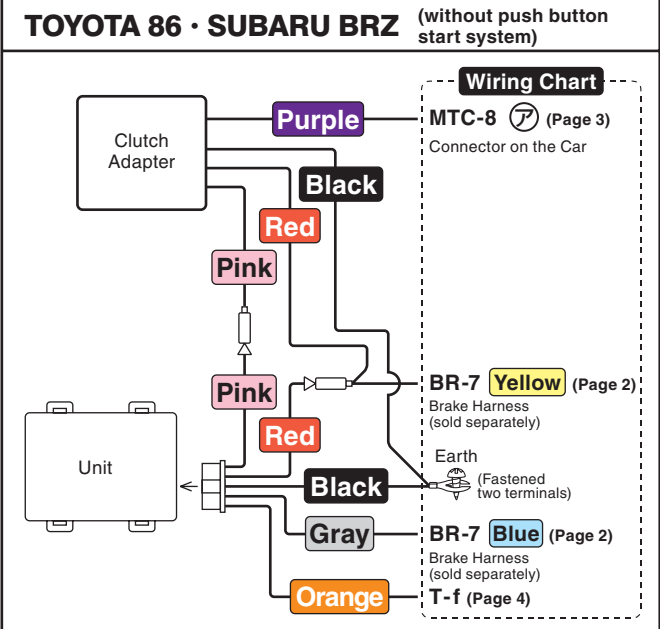 TOYOTA 86 · SUBARU BRZ (without push button
start system)
Wiring Chart
Clutch
Adapter
Purple
MTC-8 ㋐ (Page 3)
Connector on the Car
Black
Red
Pink
Pink
BR-7 Yellow (Page 2)
Brake Harness
(sold separately)
Red
Unit
Earth
Black
(Fastened
two terminals)
Gray
BR-7 Blue (Page 2)
Brake Harness
(sold separately)
Orange
T-f (Page 4)